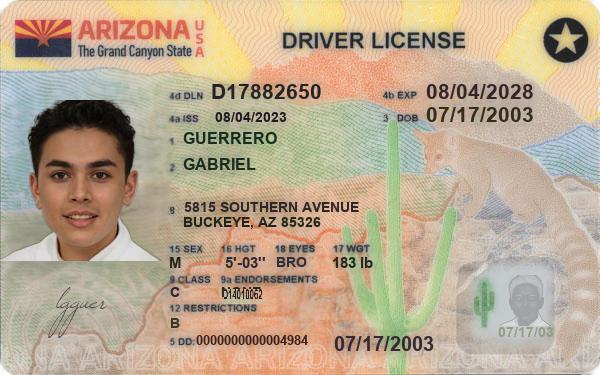 ARIZONA USA
The Grand Canyon State
DRIVER LICENSE
4d DLN D17882650
4b EXP 08/04/2028
4a ISS 08/04/2023
3 DOB 07/17/2003
1 GUERRERO
2 GABRIEL
8 5815 SOUTHERN AVENUE
BUCKEYE, AZ 85326
15 SEX 16 HGT 18 EYES 17 WGT
M 5'-03" BRO 183 lb
9 CLASS 9a ENDORSEMENTS
C
12 RESTRICTIONS
B
5 DD: 0000000000004984
07/17/2003
07/17/03
ARIZONA ARIZONA ARIZONA ARIZONA